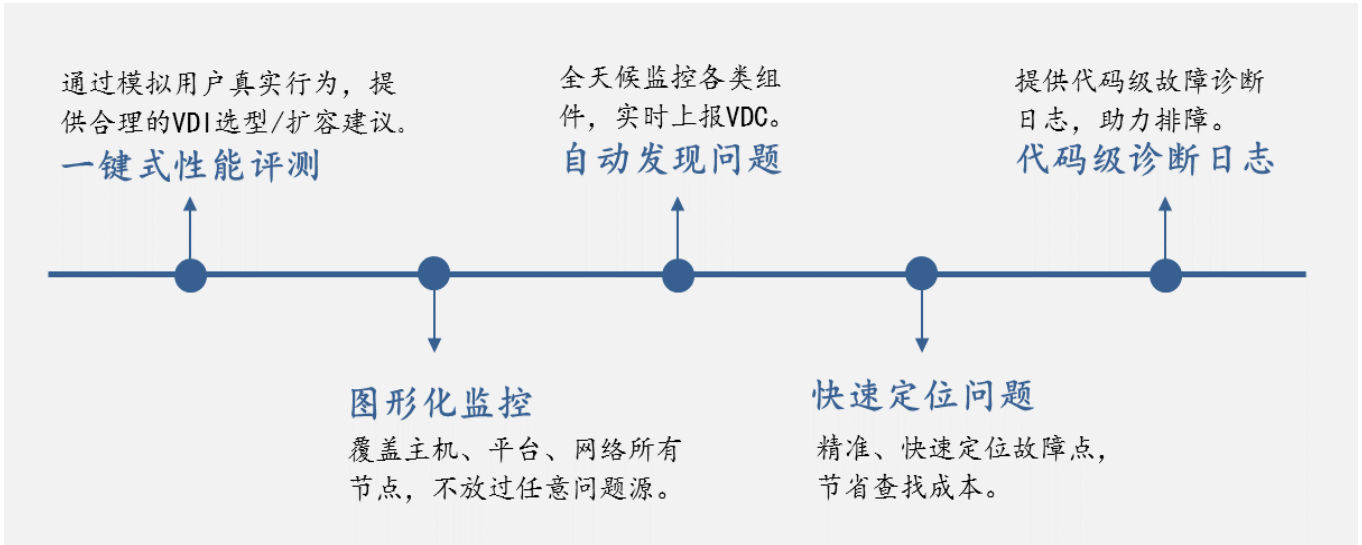 通过模拟用户真实行为，提
供合理的VDI选型/扩容建议。
一键式性能评测
全天候监控各类组
件，实时上报VDC。
自动发现问题
提供代码级故障诊断
日志，助力排障。
代码级诊断日志
图形化监控
覆盖主机、平台、网络所有
节点，不放过任意问题源。
快速定位问题
精准、快速定位故障点，
节省查找成本。